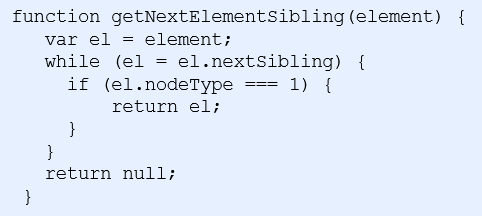 function getNextElementSibling(element) {
    var el = element;
    while (el = el.nextSibling) {
      if (el.nodeType === 1) {
          return el;
      }
    }
    return null;
  }